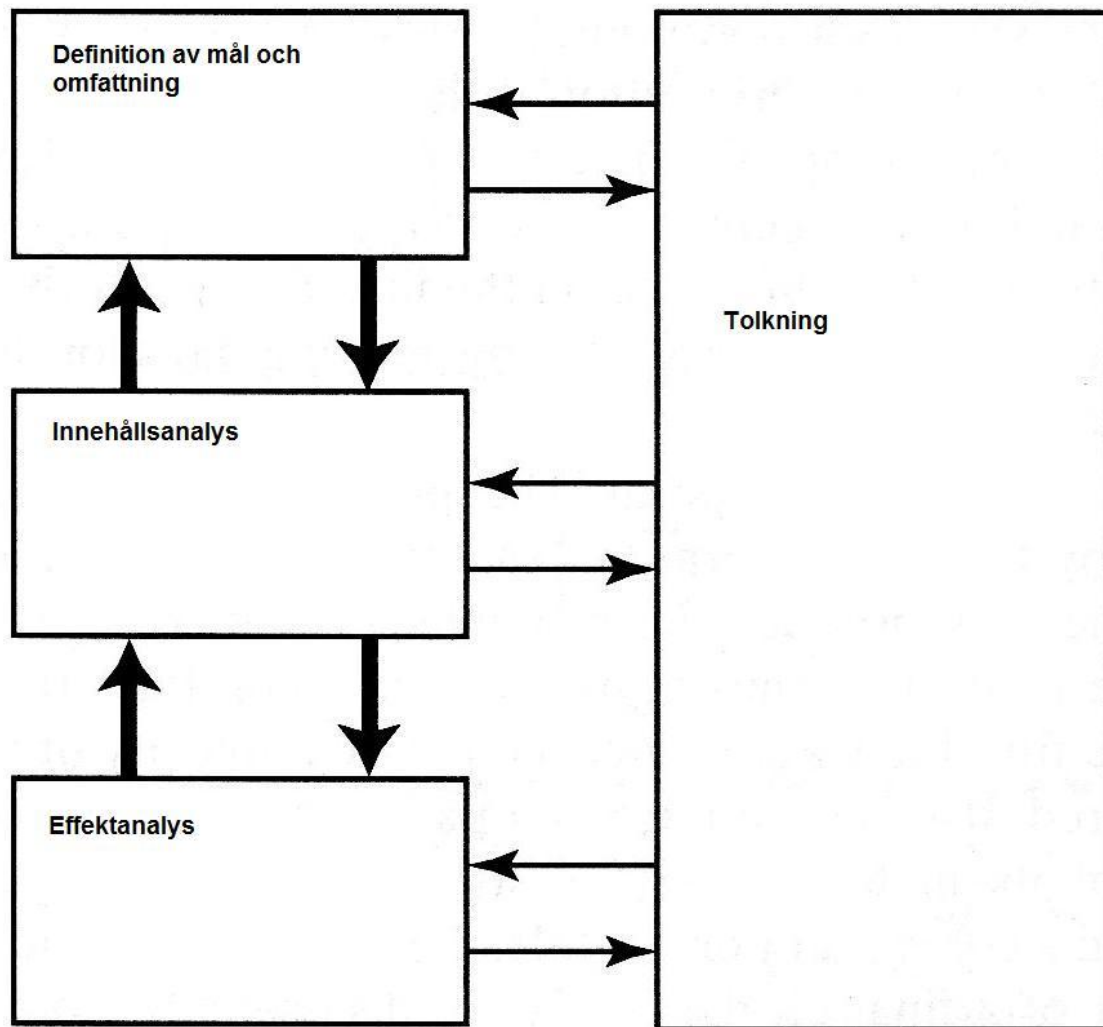 Definition av mål och
omfattning
Tolkning
Innehållsanalys
Effektanalys